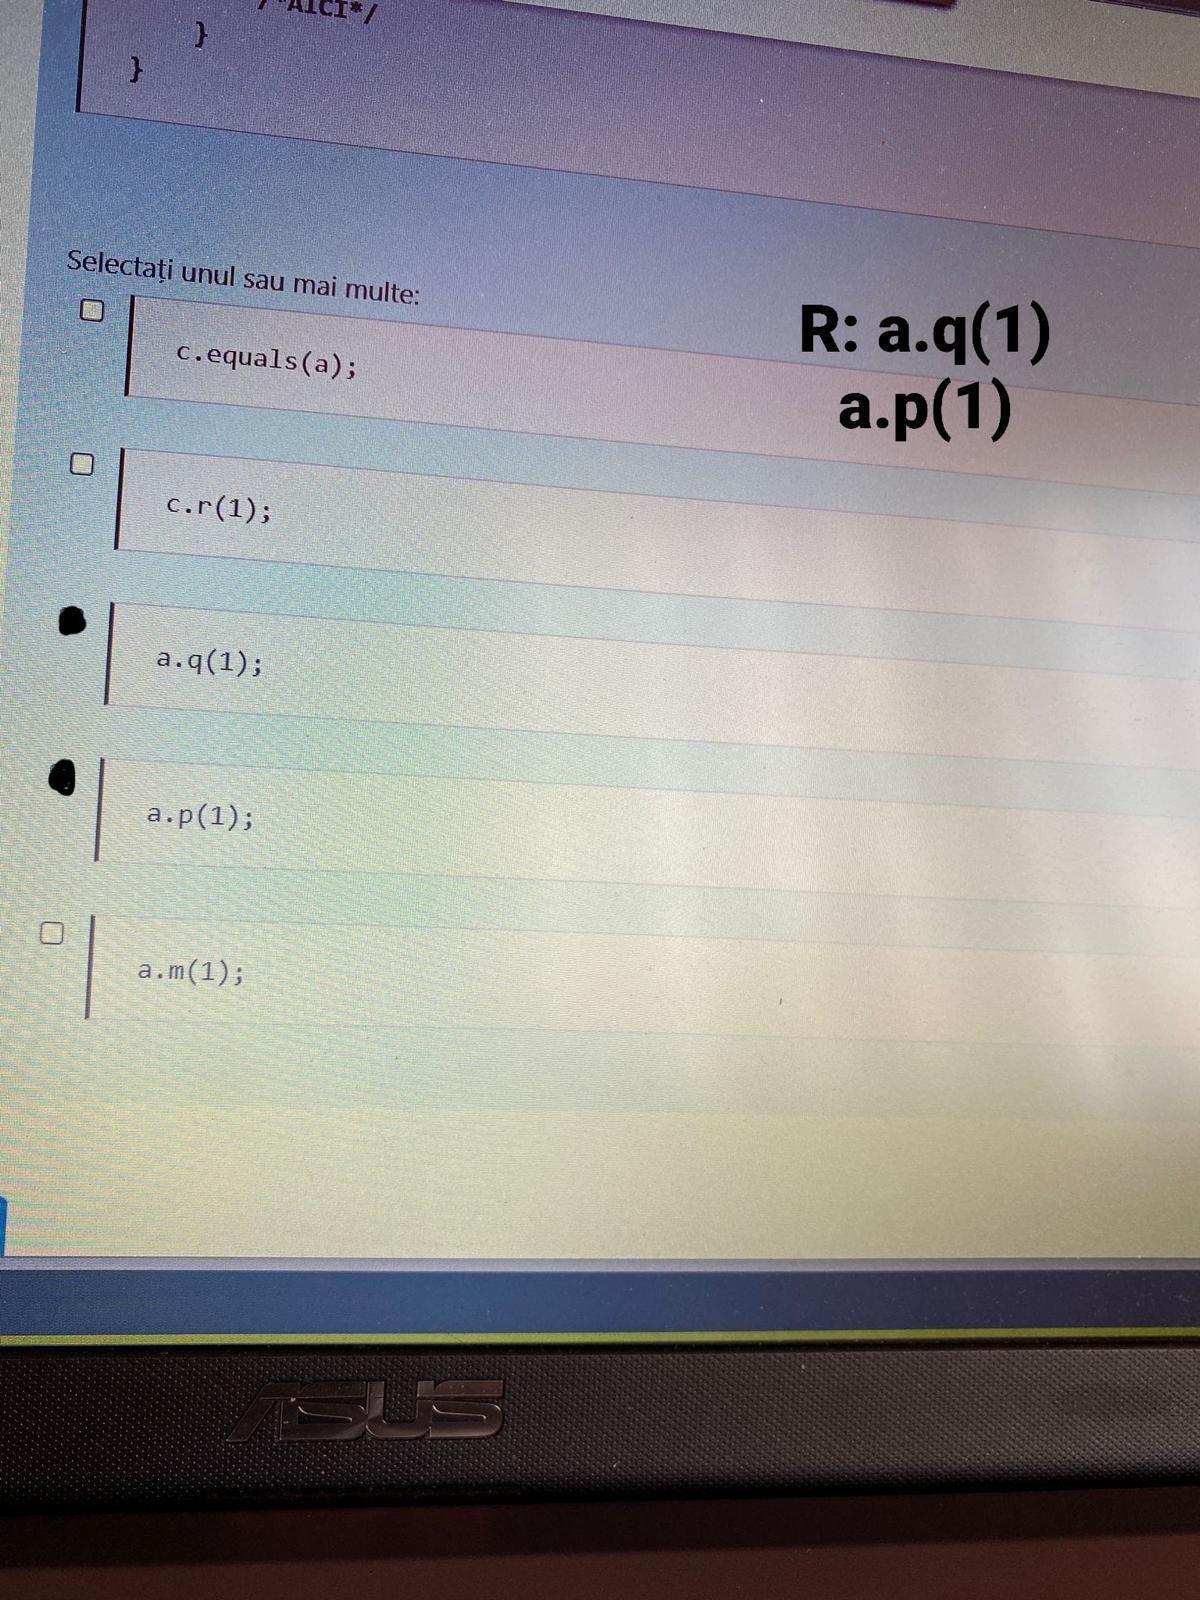 /*AICI*/
}
}
Selectați unul sau mai multe:
c.equals(a);
R: a.q(1)
a.p(1)
c.r(1);
a.q(1);
a.p(1);
a.m(1);
ASUS